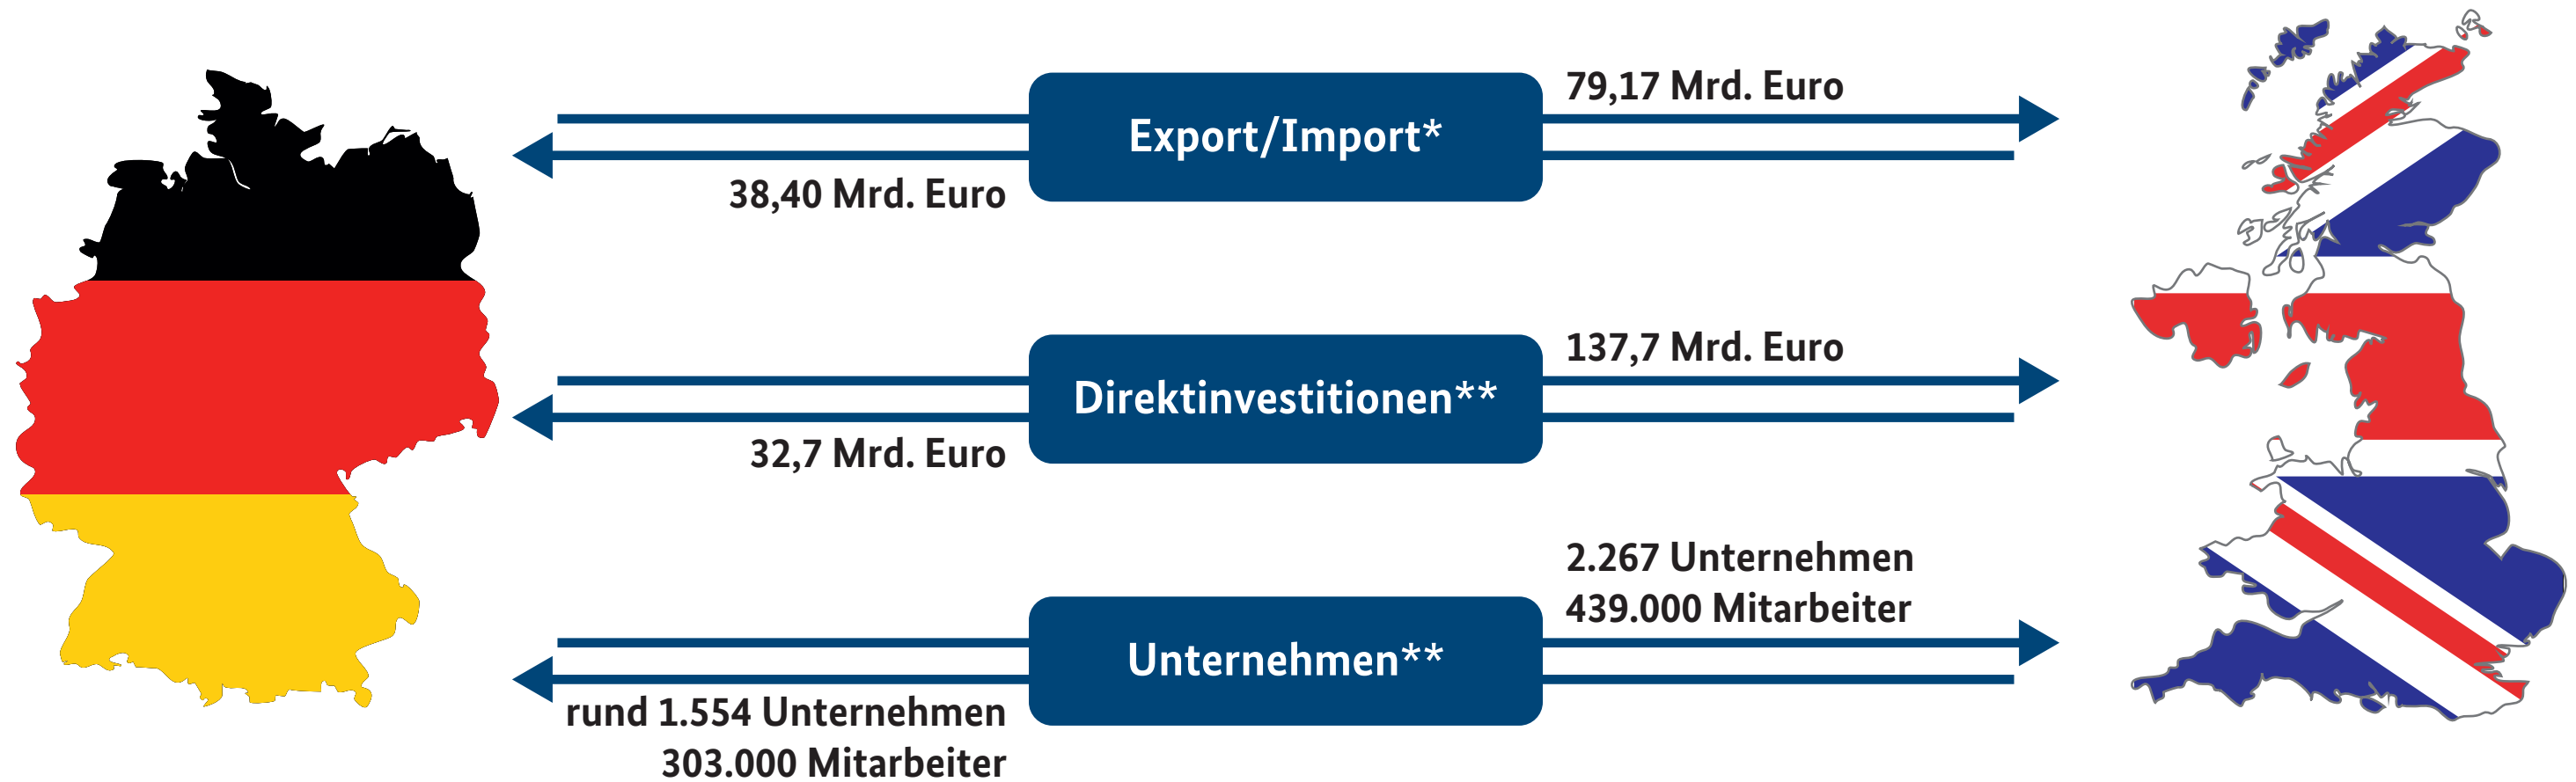 79,17 Mrd. Euro
Export/Import*
38,40 Mrd. Euro
137,7 Mrd. Euro
Direktinvestitionen**
32,7 Mrd. Euro
2.267 Unternehmen
439.000 Mitarbeiter
Unternehmen**
rund 1.554 Unternehmen
303.000 Mitarbeiter